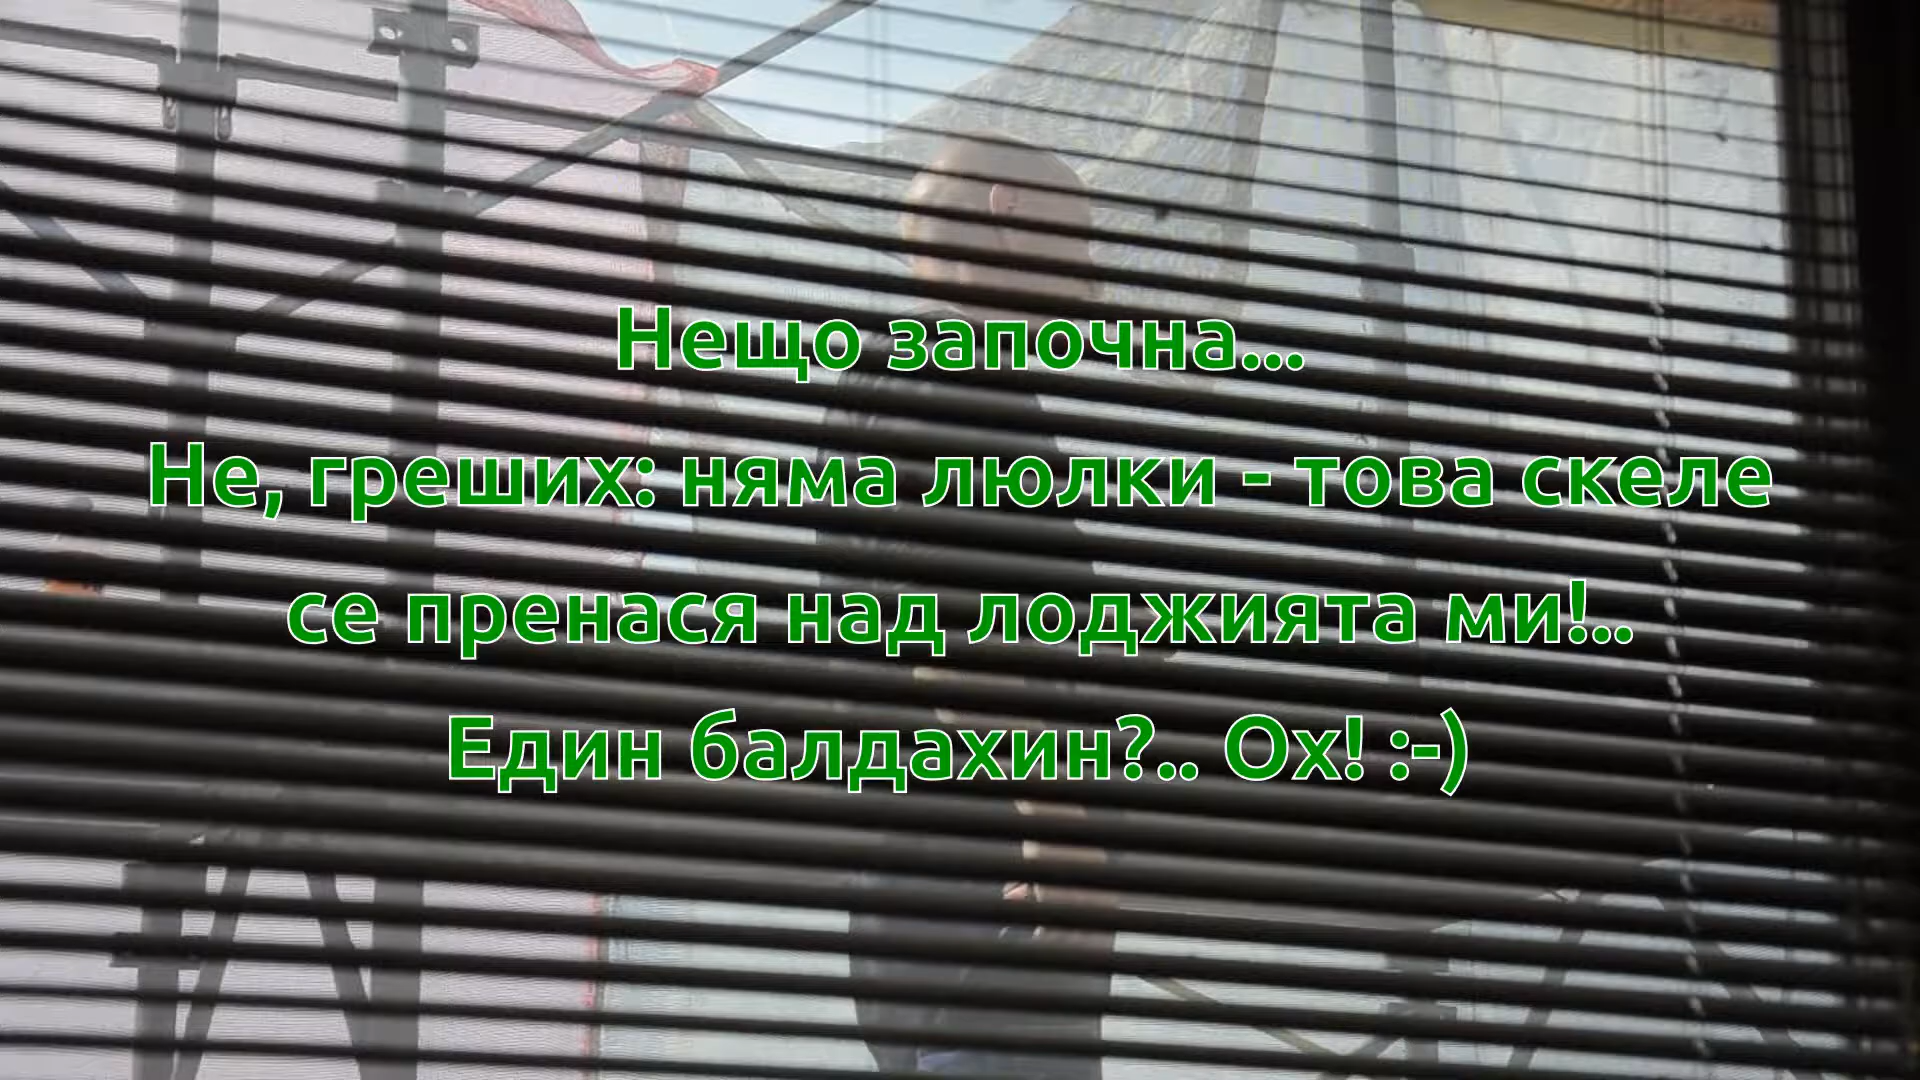 Нещо започна...
Не, греших: няма люлки - това скеле
се пренася над лоджията ми!..
Един балдахин?.. Ох! :-)